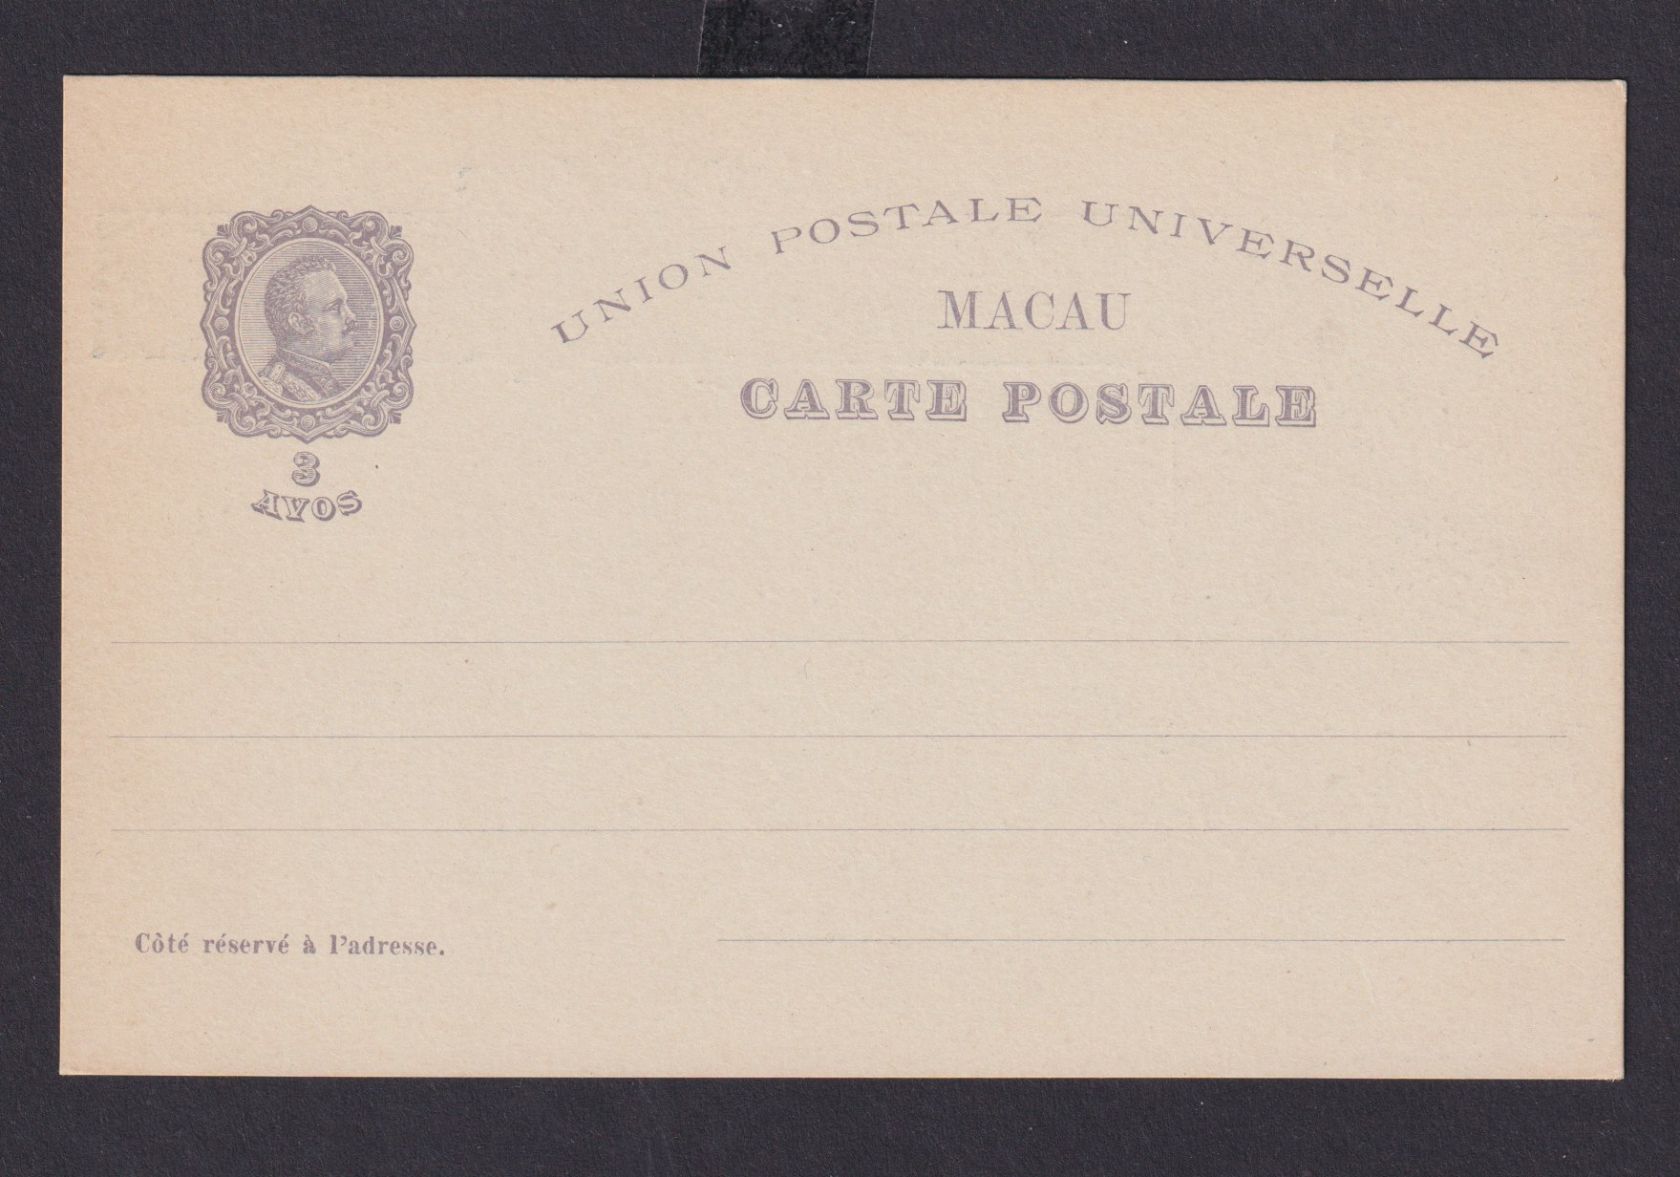 UNION POSTALE UNIVERSELLE
MACAU
CARTE POSTALE
3
AVOS
Côté réservé à l'adresse.